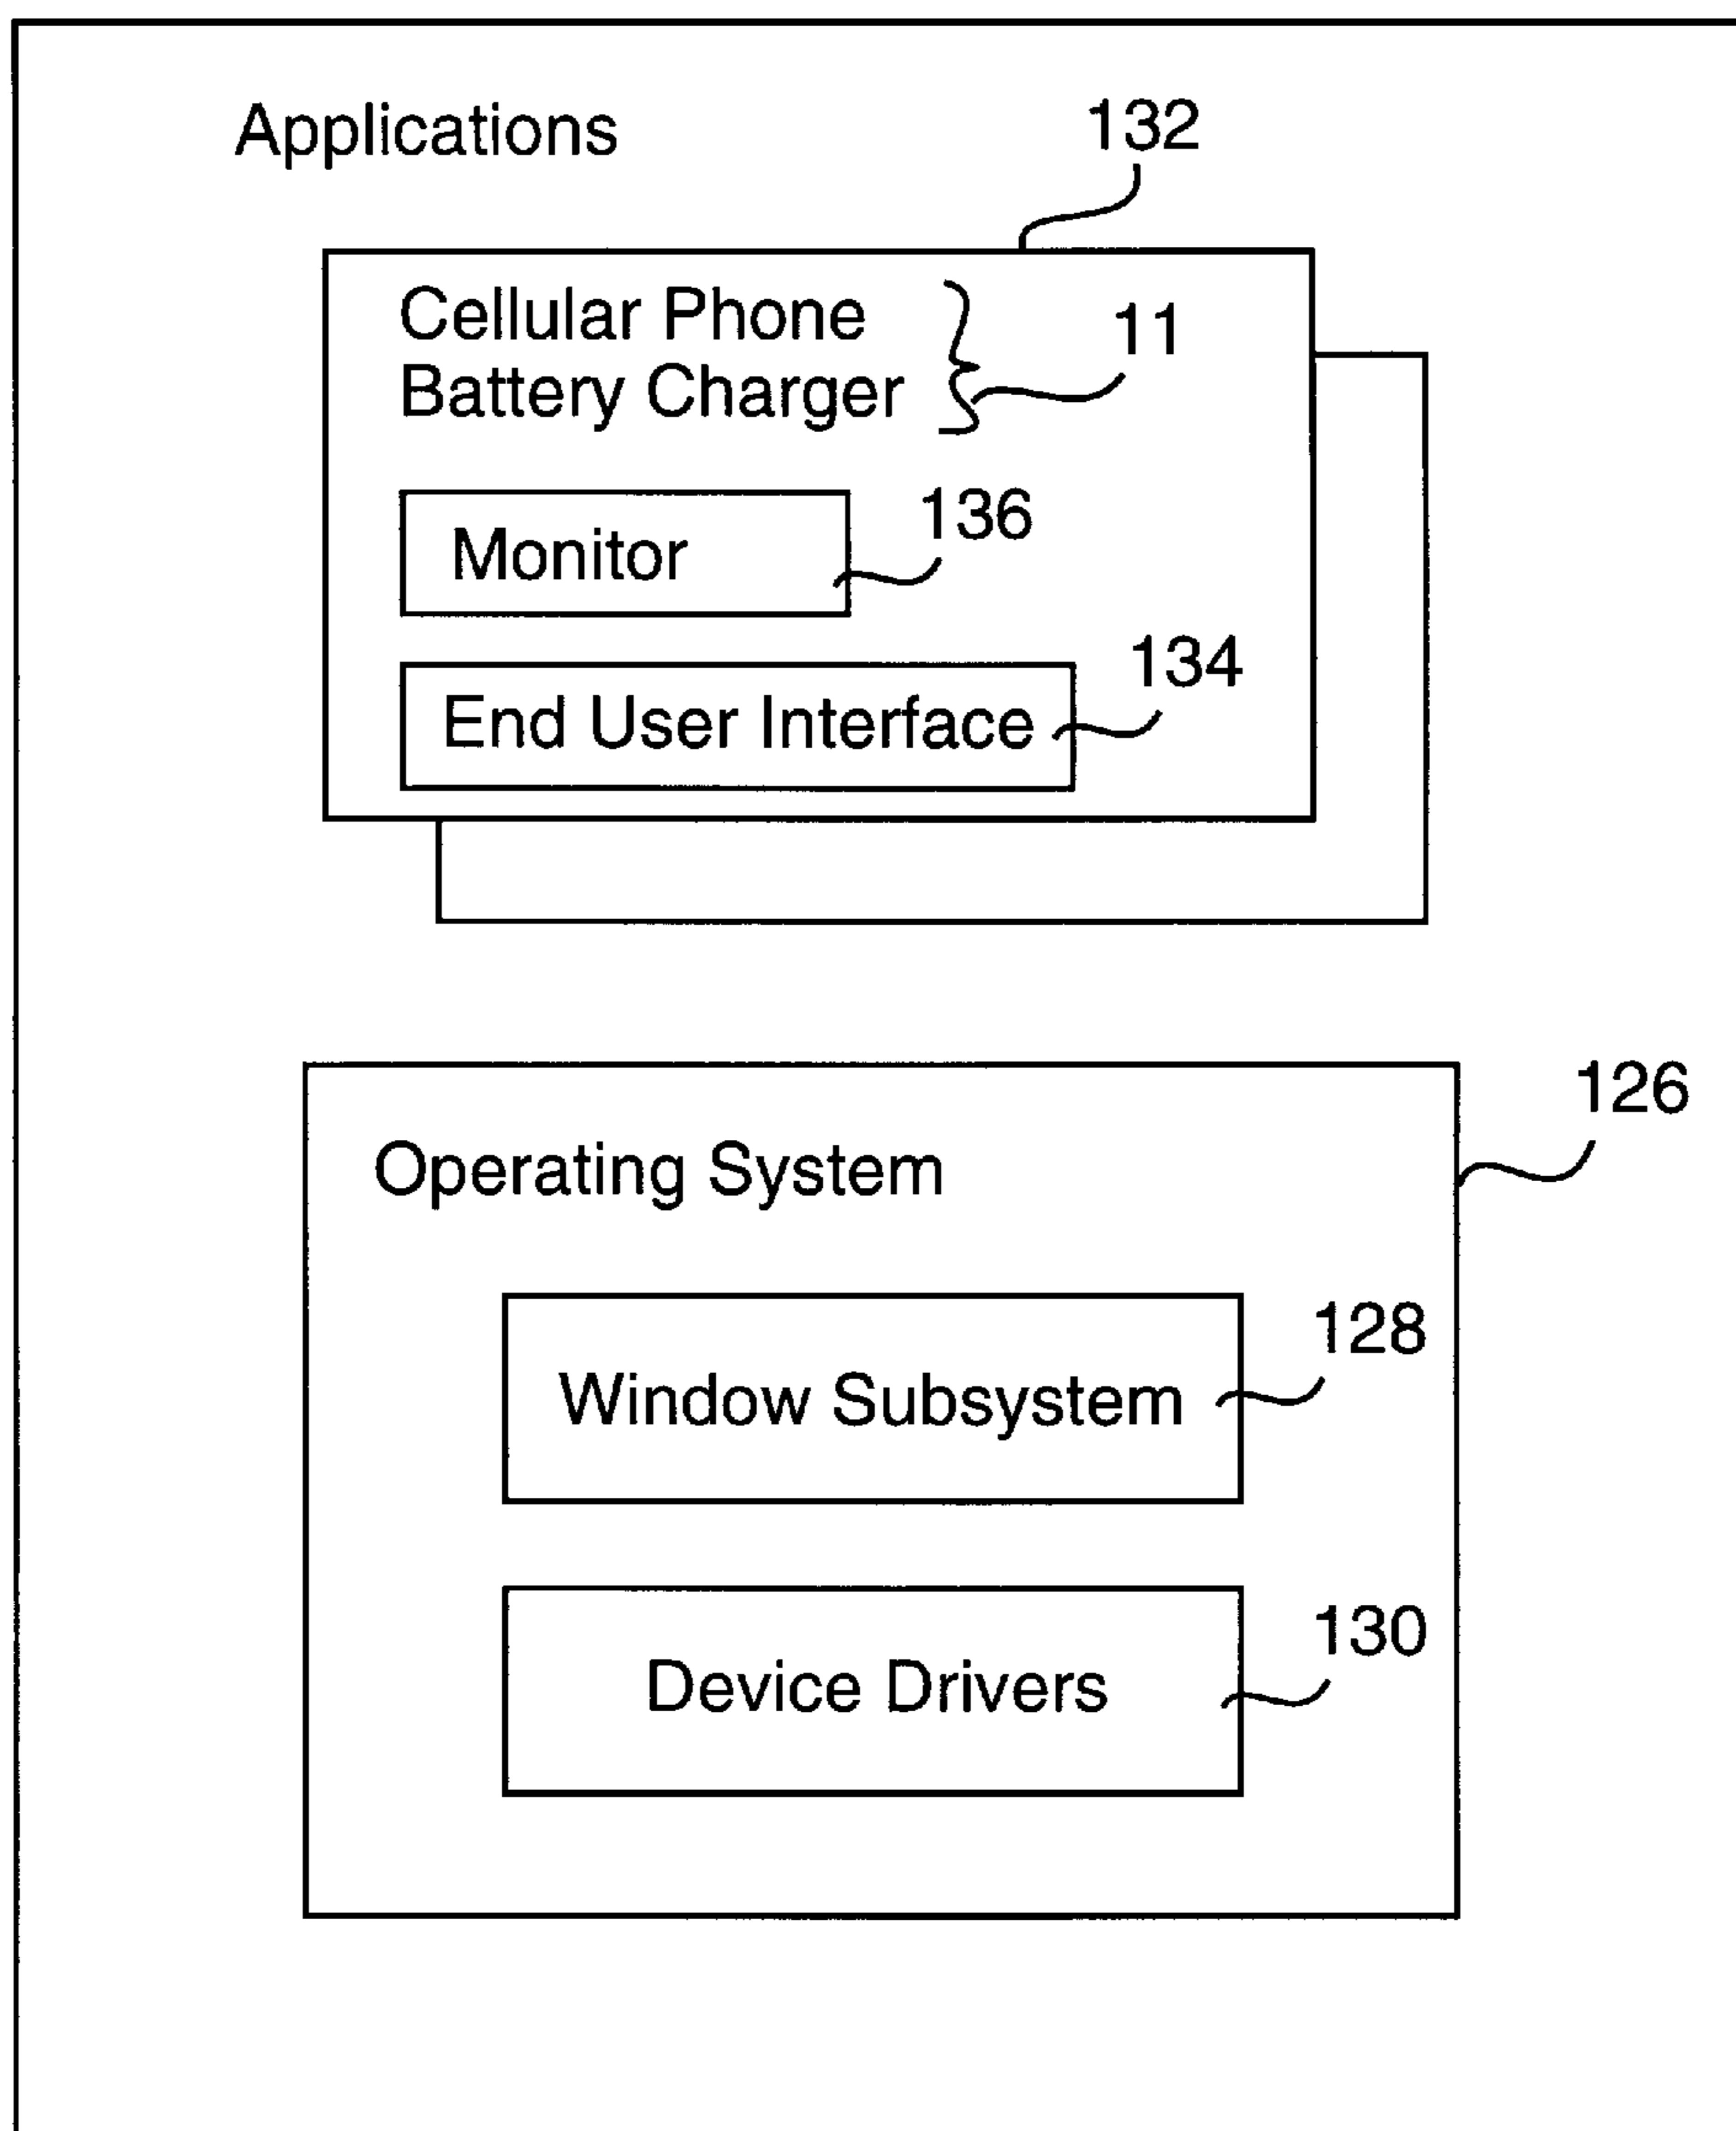 Applications
132
Cellular Phone
Battery Charger
11
136
Monitor
134
End User Interface
126
Operating System
128
Window Subsystem
130
Device Drivers